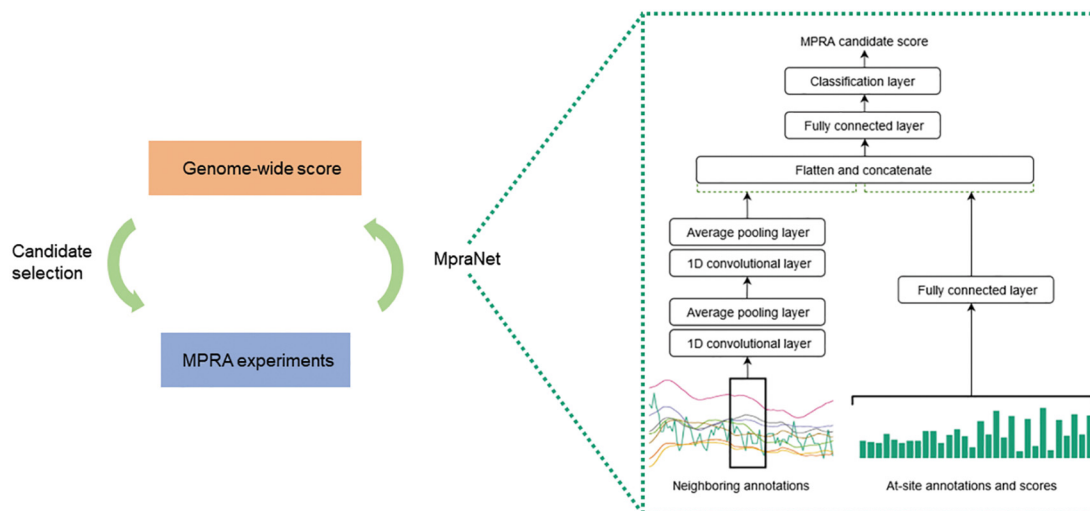 Genome-wide score
Candidate
selection
MPRA experiments
MpraNet
MPRA candidate score
Classification layer
Fully connected layer
Flatten and concatenate
Average pooling layer
1D convolutional layer
Average pooling layer
1D convolutional layer
Fully connected layer
Neighboring annotations
At-site annotations and scores